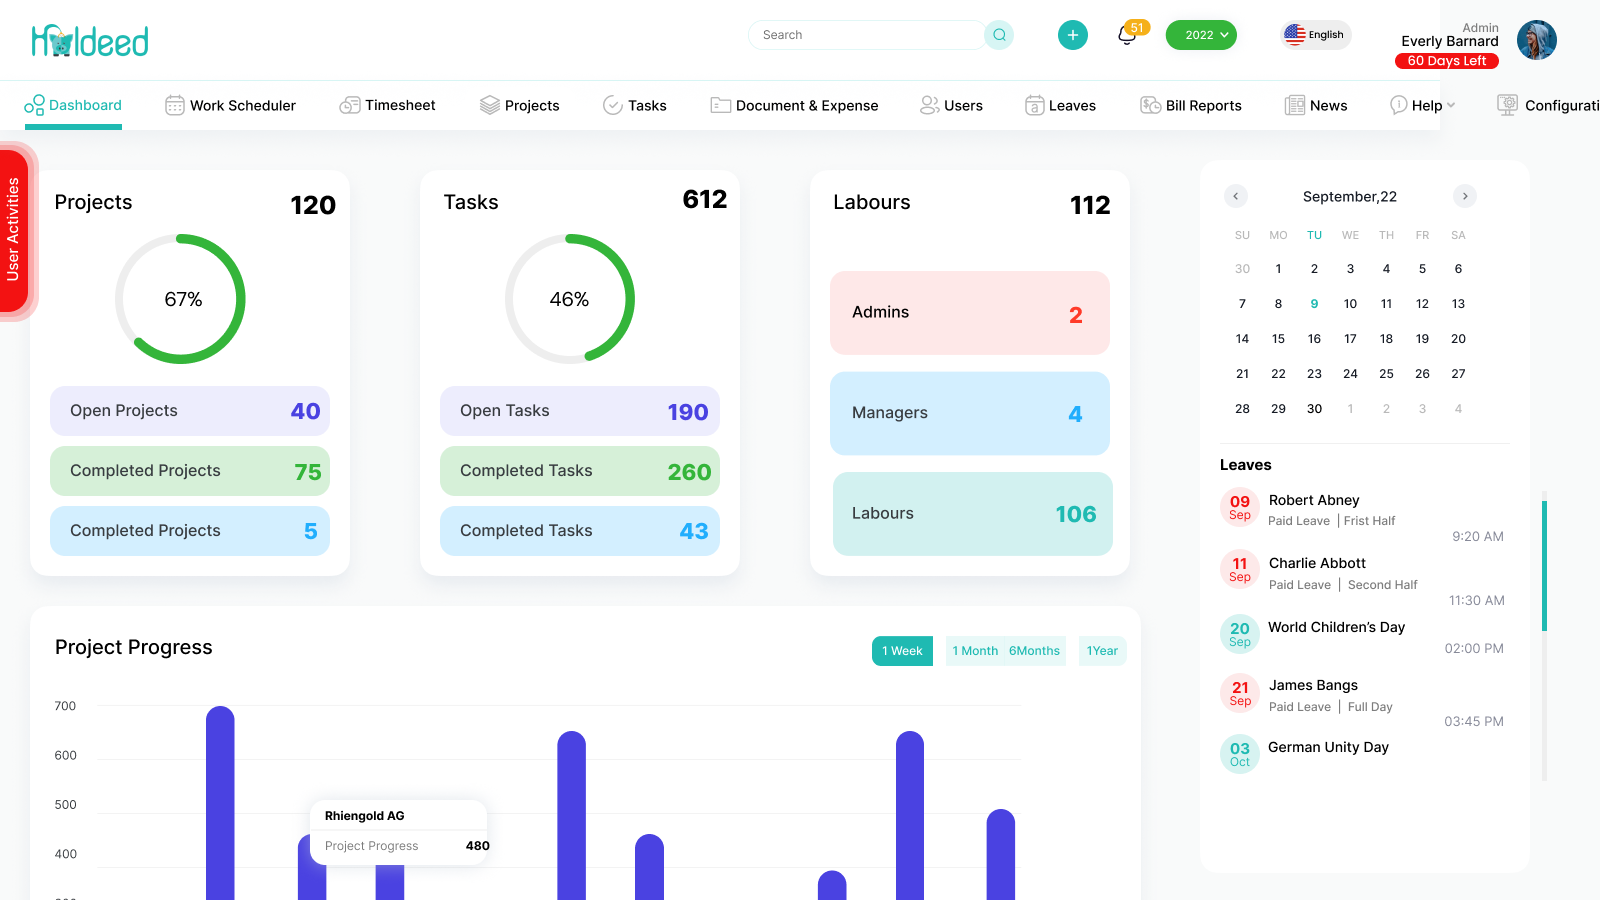 Holdeed
Search
51
2022
English
Admin
Everly Barnard
60 Days Left
Dashboard
Work Scheduler
Timesheet
Projects
Tasks
Document & Expense
Users
Leaves
Bill Reports
News
Help
Configurati
User Activities
Projects 120
67%
Open Projects 40
Completed Projects 75
Completed Projects 5
Tasks 612
46%
Open Tasks 190
Completed Tasks 260
Completed Tasks 43
Labours 112
Admins 2
Managers 4
Labours 106
September,22
SU MO TU WE TH FR SA
30 1 2 3 4 5 6
7 8 9 10 11 12 13
14 15 16 17 18 19 20
21 22 23 24 25 26 27
28 29 30 1 2 3 4
Leaves
09 Sep
Robert Abney
Paid Leave | Frist Half
9:20 AM
11 Sep
Charlie Abbott
Paid Leave | Second Half
11:30 AM
20 Sep
World Children’s Day
02:00 PM
21 Sep
James Bangs
Paid Leave | Full Day
03:45 PM
03 Oct
German Unity Day
Project Progress
1 Week
1 Month
6Months
1Year
700
600
500
400
Rhiengold AG
Project Progress 480